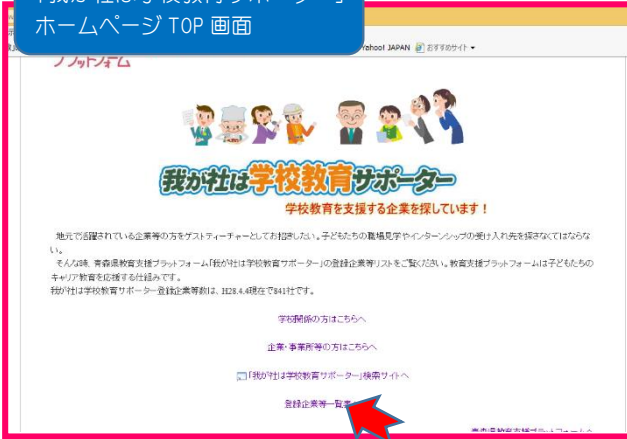 ホームページ TOP 画面
Yahoo! JAPAN おすすめサイト ▼
我が社は学校教育サポーター
学校教育を支援する企業を探しています！
地元で活躍されている企業等の方をゲストティーチャーとしてお招きしたい。子どもたちの職場見学やインターンシップの受け入れ先を探さなくてはならな
い。
そんな時、青森県教育支援プラットフォーム「我が社は学校教育サポーター」の登録企業等リストをご覧ください。教育支援プラットフォームは子どもたちの
キャリア教育を応援する仕組みです。
我が社は学校教育サポーター登録企業等数は、H28.4.4現在で841社です。
学校関係の方はこちらへ
企業・事業所等の方はこちらへ
「我が社は学校教育サポーター」検索サイトへ
登録企業等一覧表